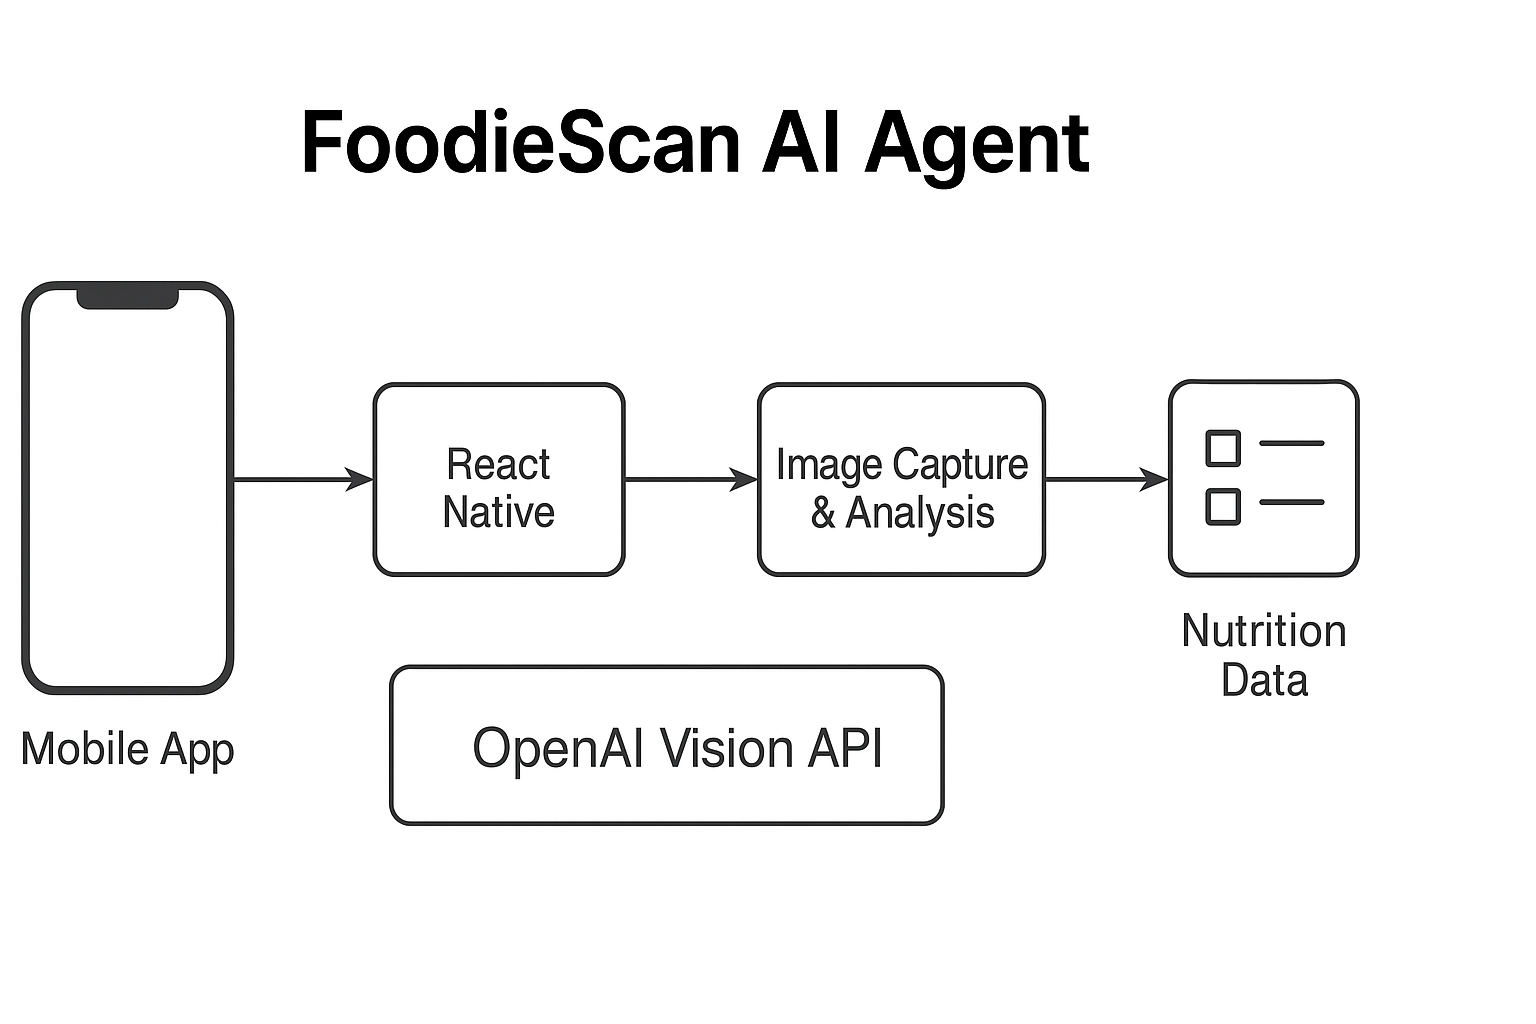 FoodieScan AI Agent
React
Native
Image Capture
& Analysis
Nutrition
Data
Mobile App
OpenAI Vision API